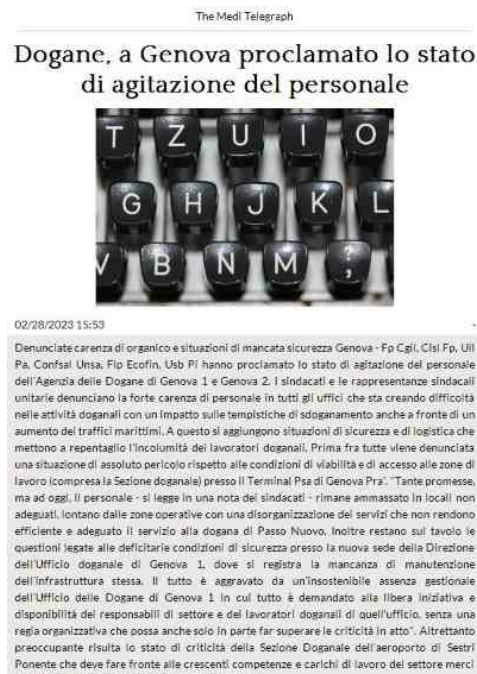 The Medi Telegraph
Dogane, a Genova proclamato lo stato
di agitazione del personale
T Z U I O
G H J K L
V B N M ?
02/28/2023 15:53
Denunciate carenza di organico e situazioni di mancata sicurezza Genova - Fp Cgil, Cisl Fp, Uil
Pa, Confsal Unsa, Flp Ecofin, Usb Pi hanno proclamato lo stato di agitazione del personale
dell'Agenzia delle Dogane di Genova 1 e Genova 2. I sindacati e le rappresentanze sindacali
unitarie denunciano la forte carenza di personale in tutti gli uffici che sta creando difficoltà
nelle attività doganali con un impatto sulle tempistiche di sdoganamento anche a fronte di un
aumento dei traffici marittimi. A questo si aggiungono situazioni di sicurezza e di logistica che
mettono a repentaglio l'incolumità dei lavoratori doganali. Prima fra tutte viene denunciata
una situazione di assoluto pericolo rispetto alle condizioni di viabilità e di accesso alle zone di
lavoro (compresa la Sezione doganale) presso il Terminal Psa di Genova Pra'. "Tante promesse,
ma ad oggi, il personale - si legge in una nota dei sindacati - rimane ammassato in locali non
adeguati, lontano dalle zone operative con una disorganizzazione dei servizi che non rendono
efficiente e adeguato il servizio alla dogana di Passo Nuovo. Inoltre restano sul tavolo le
questioni legate alle deficitarie condizioni di sicurezza presso la nuova sede della Direzione
dell'Ufficio doganale di Genova 1, dove si registra la mancanza di manutenzione
dell'infrastruttura stessa. Il tutto è aggravato da un'insostenibile assenza gestionale
dell'Ufficio delle Dogane di Genova 1 in cui tutto è demandato alla libera iniziativa e
disponibilità dei responsabili di settore e dei lavoratori doganali di quell'ufficio, senza una
regia organizzativa che possa anche solo in parte far superare le criticità in atto". Altrettanto
preoccupante risulta lo stato di criticità della Sezione Doganale dell'aeroporto di Sestri
Ponente che deve fare fronte alle crescenti competenze e carichi di lavoro del settore merci